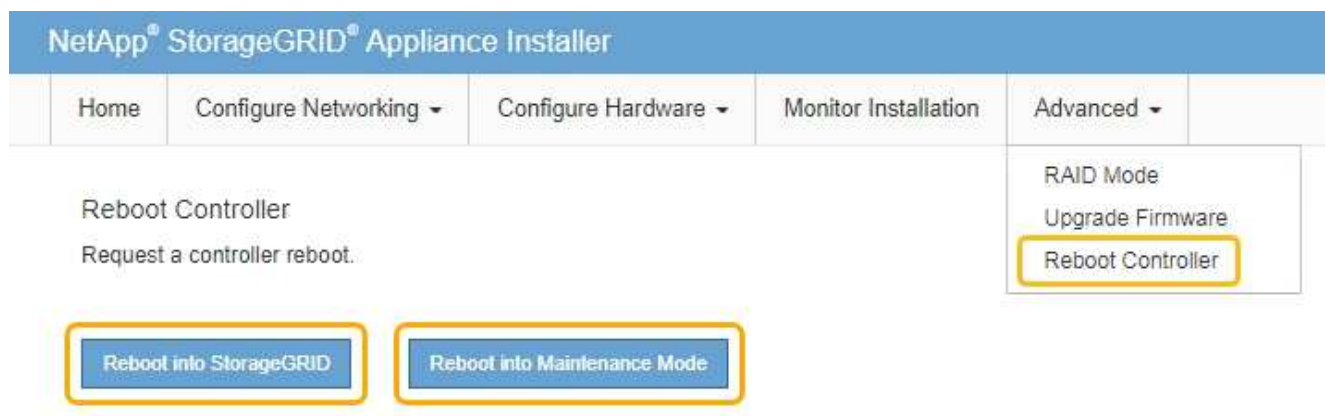 NetApp® StorageGRID® Appliance Installer
Home Configure Networking Configure Hardware Monitor Installation Advanced
RAID Mode
Upgrade Firmware
Reboot Controller
Reboot Controller
Request a controller reboot.
Reboot into StorageGRID Reboot into Maintenance Mode